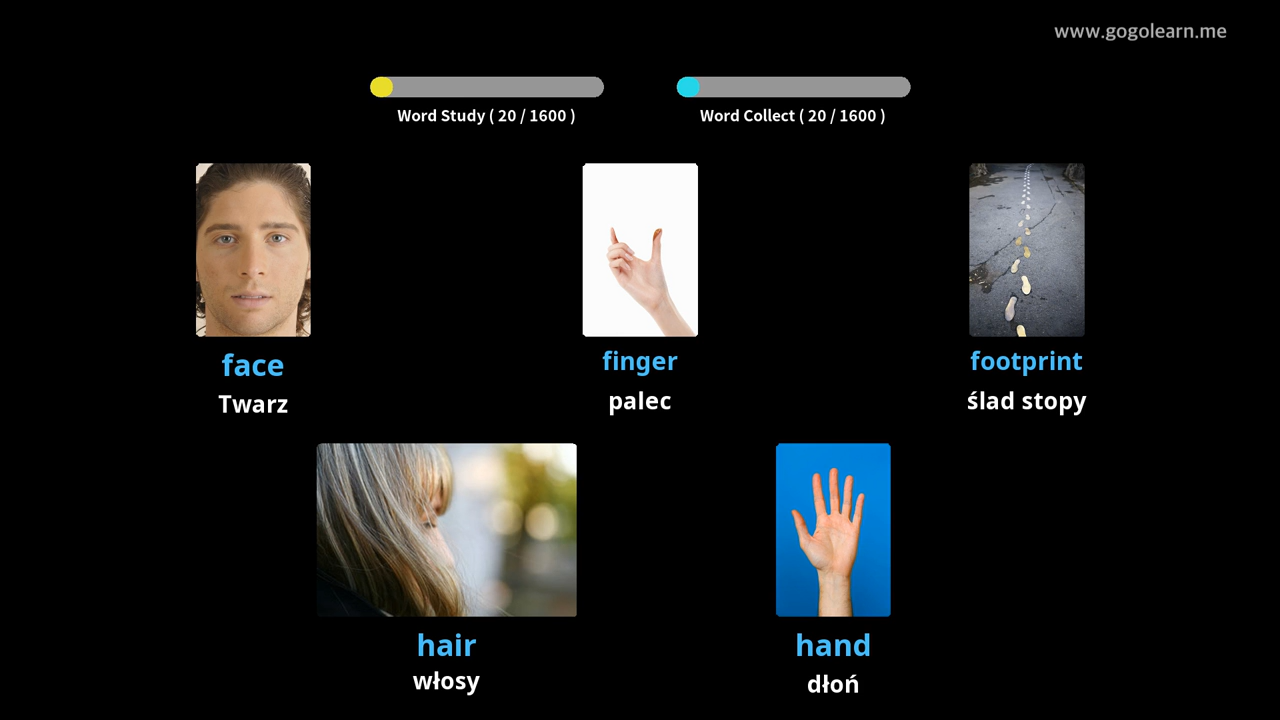 www.gogolearn.me
Word Study ( 20 / 1600 )
Word Collect ( 20 / 1600 )
face
Twarz
finger
palec
footprint
ślad stopy
hair
włosy
hand
dłoń